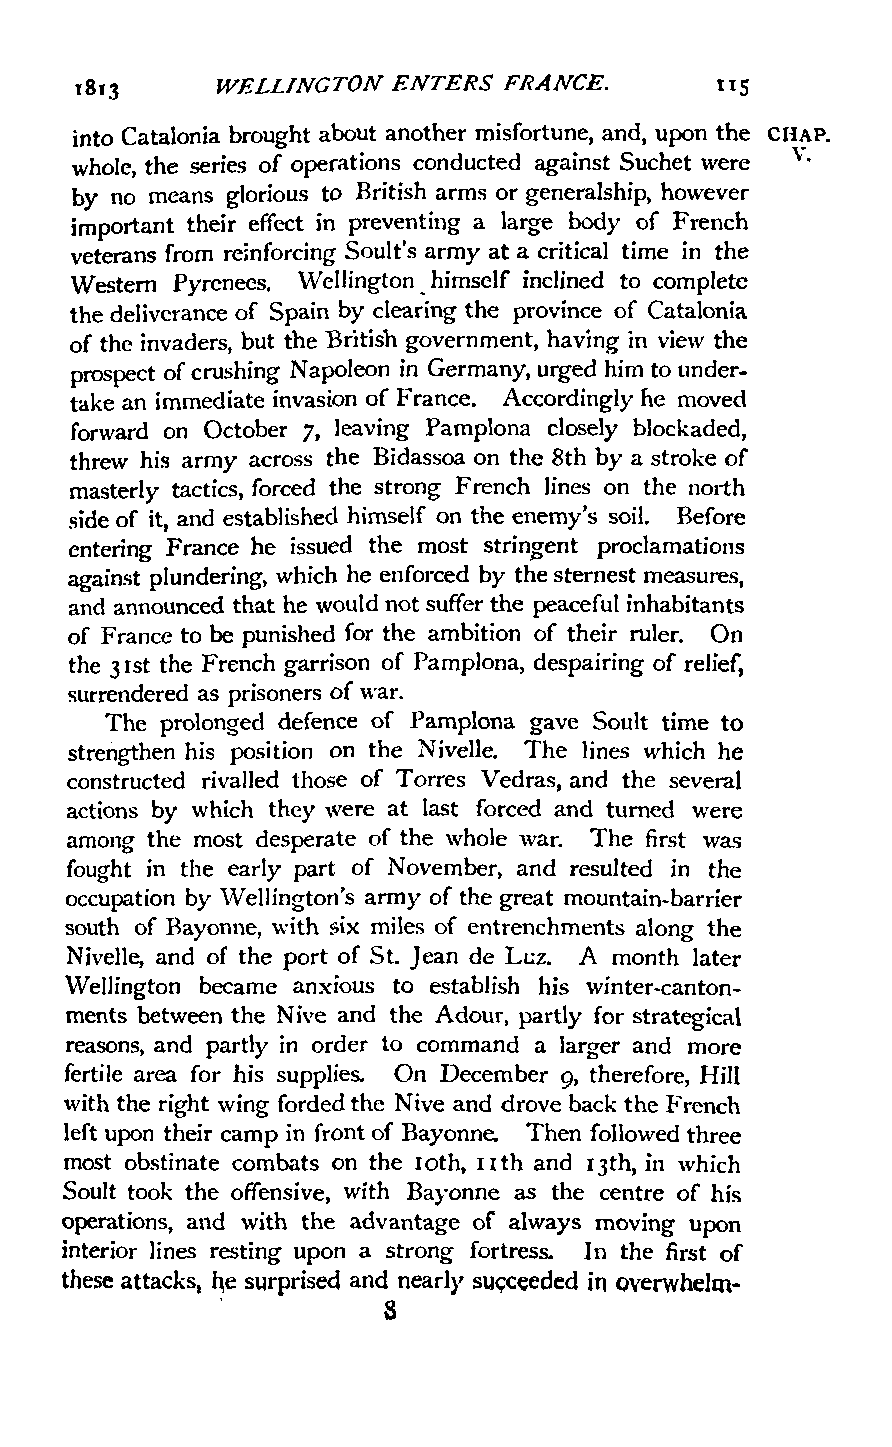 1813 WELLINGTON ENTERS FRANCE. 115
into Catalonia brought about another misfortune, and, upon the CHAP.
whole, the series of operations conducted against Suchet were V.
by no means glorious to British arms or generalship, however
important their effect in preventing a large body of French
veterans from reinforcing Soult's army at a critical time in the
Western Pyrenees. Wellington himself inclined to complete
the deliverance of Spain by clearing the province of Catalonia
of the invaders, but the British government, having in view the
prospect of crushing Napoleon in Germany, urged him to under-
take an immediate invasion of France. Accordingly he moved
forward on October 7, leaving Pamplona closely blockaded,
threw his army across the Bidassoa on the 8th by a stroke of
masterly tactics, forced the strong French lines on the north
side of it, and established himself on the enemy's soil. Before
entering France he issued the most stringent proclamations
against plundering, which he enforced by the sternest measures,
and announced that he would not suffer the peaceful inhabitants
of France to be punished for the ambition of their ruler. On
the 31st the French garrison of Pamplona, despairing of relief,
surrendered as prisoners of war.
The prolonged defence of Pamplona gave Soult time to
strengthen his position on the Nivelle. The lines which he
constructed rivalled those of Torres Vedras, and the several
actions by which they were at last forced and turned were
among the most desperate of the whole war. The first was
fought in the early part of November, and resulted in the
occupation by Wellington's army of the great mountain-barrier
south of Bayonne, with six miles of entrenchments along the
Nivelle, and of the port of St. Jean de Luz. A month later
Wellington became anxious to establish his winter-canton-
ments between the Nive and the Adour, partly for strategical
reasons, and partly in order to command a larger and more
fertile area for his supplies. On December 9, therefore, Hill
with the right wing forded the Nive and drove back the French
left upon their camp in front of Bayonne. Then followed three
most obstinate combats on the 10th, 11th and 13th, in which
Soult took the offensive, with Bayonne as the centre of his
operations, and with the advantage of always moving upon
interior lines resting upon a strong fortress. In the first of
these attacks, he surprised and nearly succeeded in overwhelm-
8